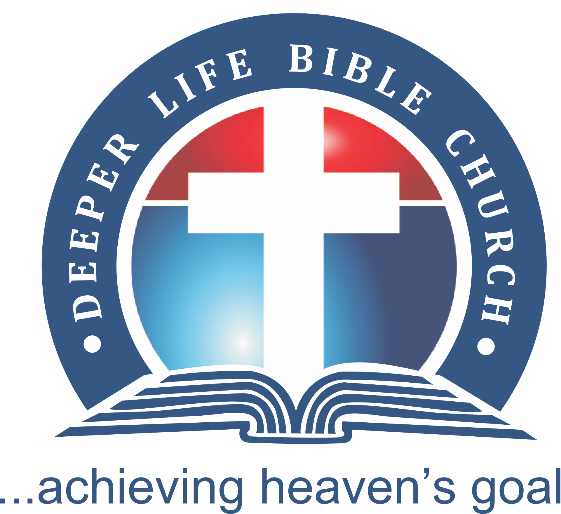 • DEEPER LIFE BIBLE CHURCH •
...achieving heaven's goal